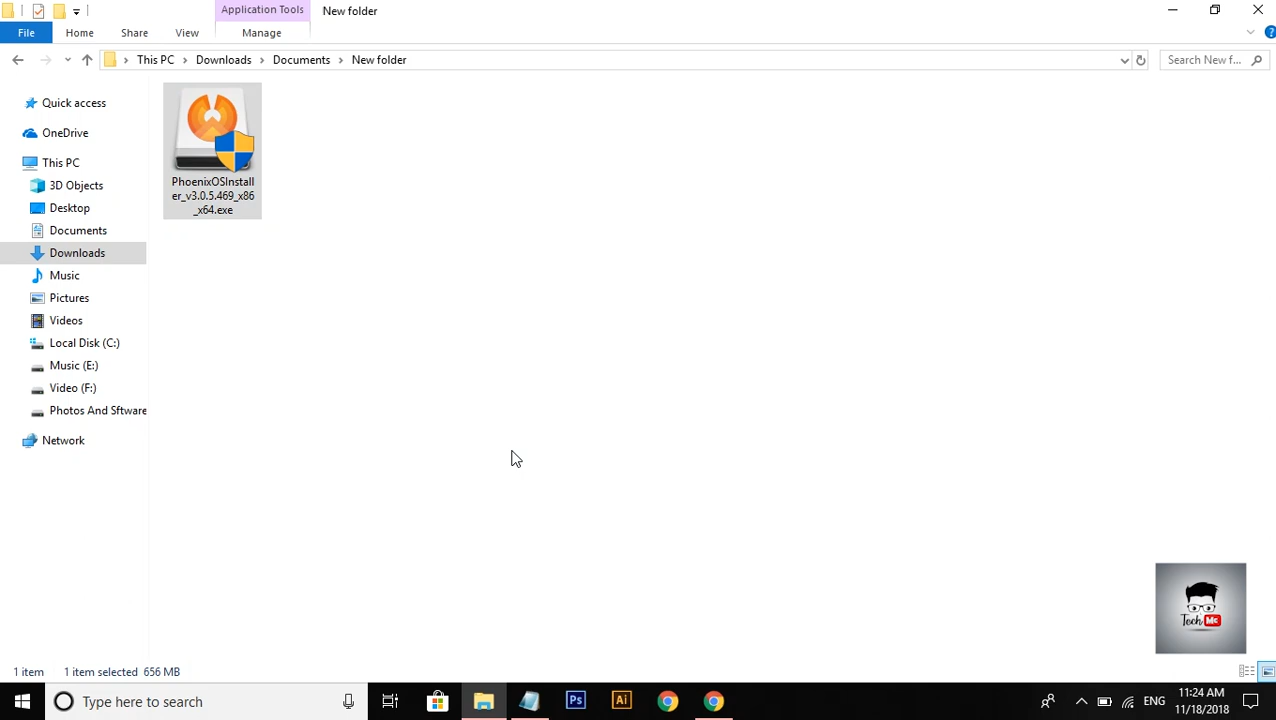 Application Tools
New folder
File
Home
Share
View
Manage
This PC
Downloads
Documents
New folder
Search New f...
Quick access
OneDrive
This PC
3D Objects
Desktop
Documents
Downloads
Music
Pictures
Videos
Local Disk (C:)
Music (E:)
Video (F:)
Photos And Sftware
Network
PhoenixOSInstall
er_v3.0.5.469_x86
_x64.exe
Tech Mc
1 item
1 item selected 656 MB
Type here to search
Ps
Ai
ENG
11:24 AM
11/18/2018